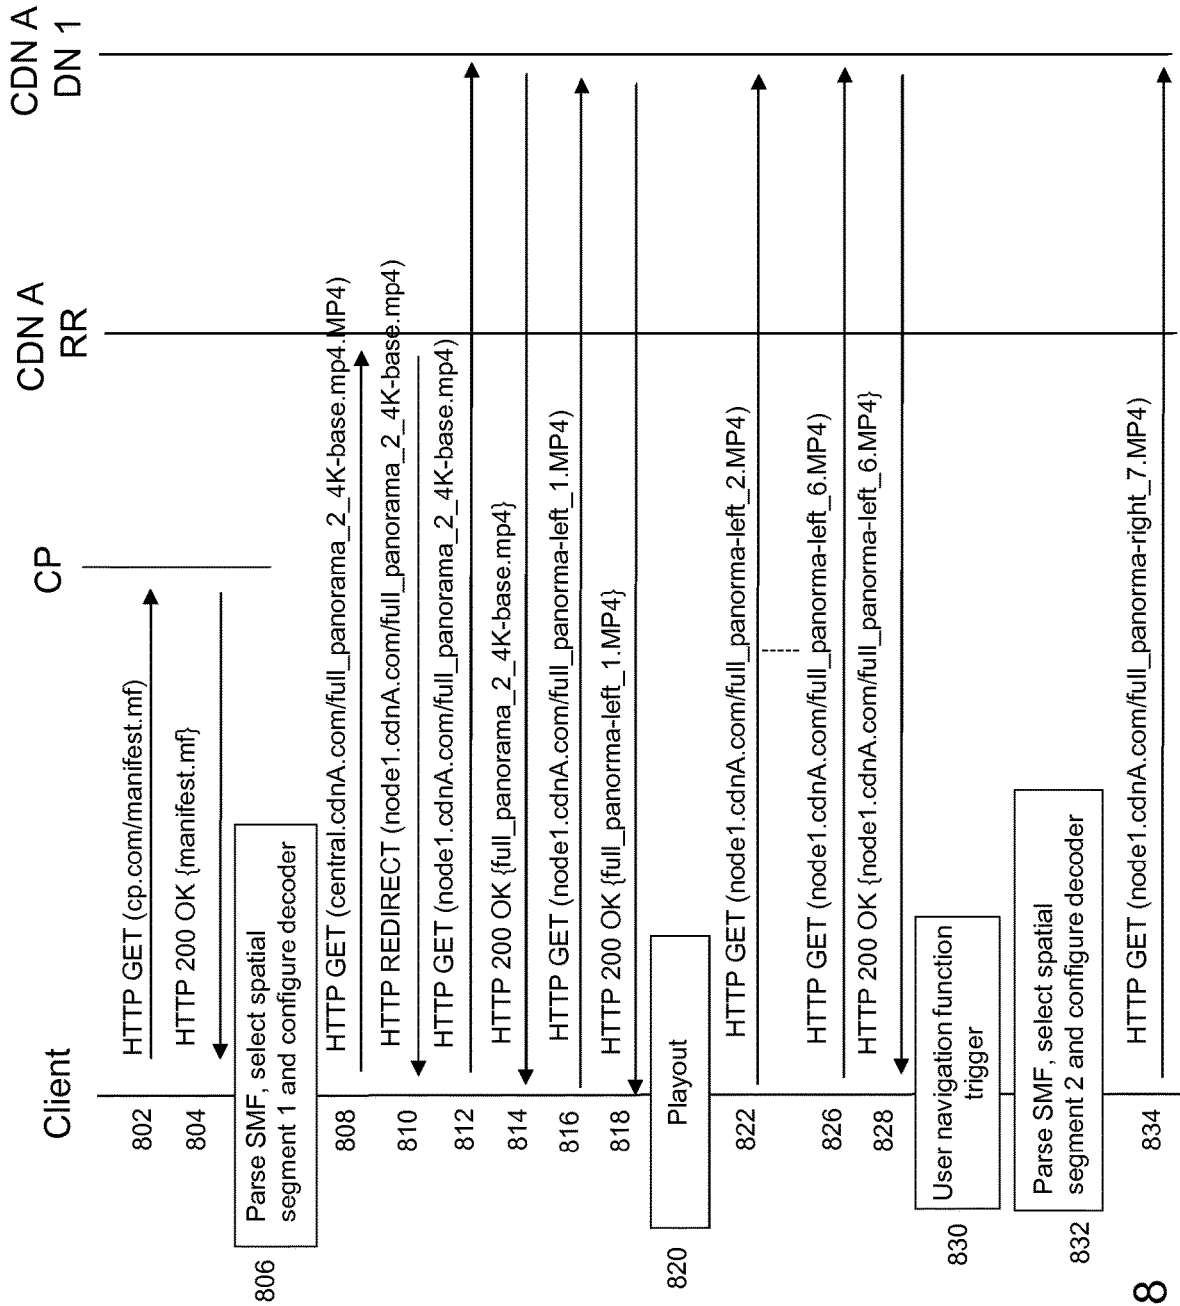 Client
CP
CDN A
RR
CDN A
DN 1
802
HTTP GET (cp.com/manifest.mf)
804
HTTP 200 OK {manifest.mf}
806
Parse SMF, select spatial
segment 1 and configure decoder
808
HTTP GET (central.cdnA.com/full_panorama_2_4K-base.mp4.MP4)
810
HTTP REDIRECT (node1.cdnA.com/full_panorama_2_4K-base.mp4)
812
HTTP GET (node1.cdnA.com/full_panorama_2_4K-base.mp4)
814
HTTP 200 OK {full_panorama_2_4K-base.mp4}
816
HTTP GET (node1.cdnA.com/full_panorma-left_1.MP4)
818
HTTP 200 OK {full_panorma-left_1.MP4}
820
Playout
822
HTTP GET (node1.cdnA.com/full_panorma-left_2.MP4)
826
HTTP GET (node1.cdnA.com/full_panorma-left_6.MP4)
828
HTTP 200 OK {node1.cdnA.com/full_panorma-left_6.MP4}
830
User navigation function
trigger
832
Parse SMF, select spatial
segment 2 and configure decoder
834
HTTP GET (node1.cdnA.com/full_panorma-right_7.MP4)
8